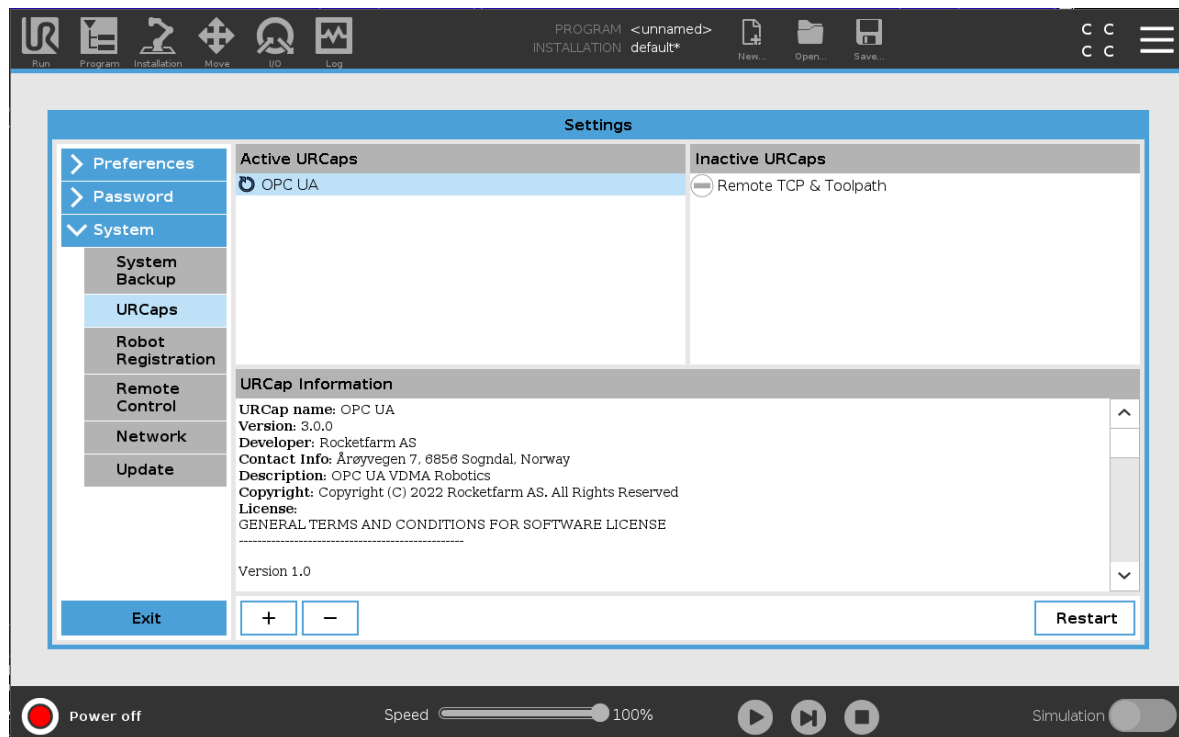 UR
PROGRAM <unnamed>
INSTALLATION default*
Run Program Installation Move I/O Log
New... Open... Save...
C C
C C
Settings
Preferences
Password
System
System
Backup
URCaps
Robot
Registration
Remote
Control
Network
Update
Exit
Active URCaps
OPC UA
Inactive URCaps
Remote TCP & Toolpath
URCap Information
URCap name: OPC UA
Version: 3.0.0
Developer: Rocketfarm AS
Contact Info: Årøyvegen 7, 6856 Sogndal, Norway
Description: OPC UA VDMA Robotics
Copyright: Copyright (C) 2022 Rocketfarm AS. All Rights Reserved
License:
GENERAL TERMS AND CONDITIONS FOR SOFTWARE LICENSE
-------------------------------------------------
Version 1.0
+ −
Restart
Power off
Speed 100%
Simulation